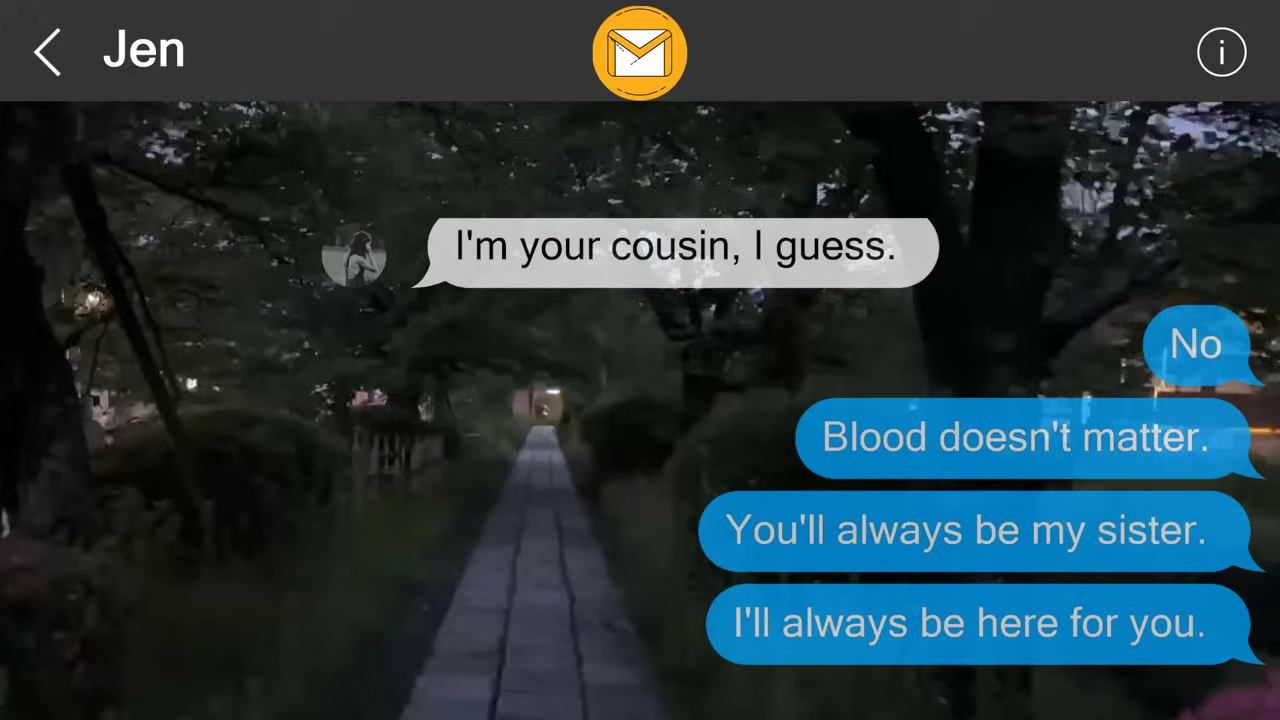 Jen
i
I'm your cousin, I guess.
No
Blood doesn't matter.
You'll always be my sister.
I'll always be here for you.